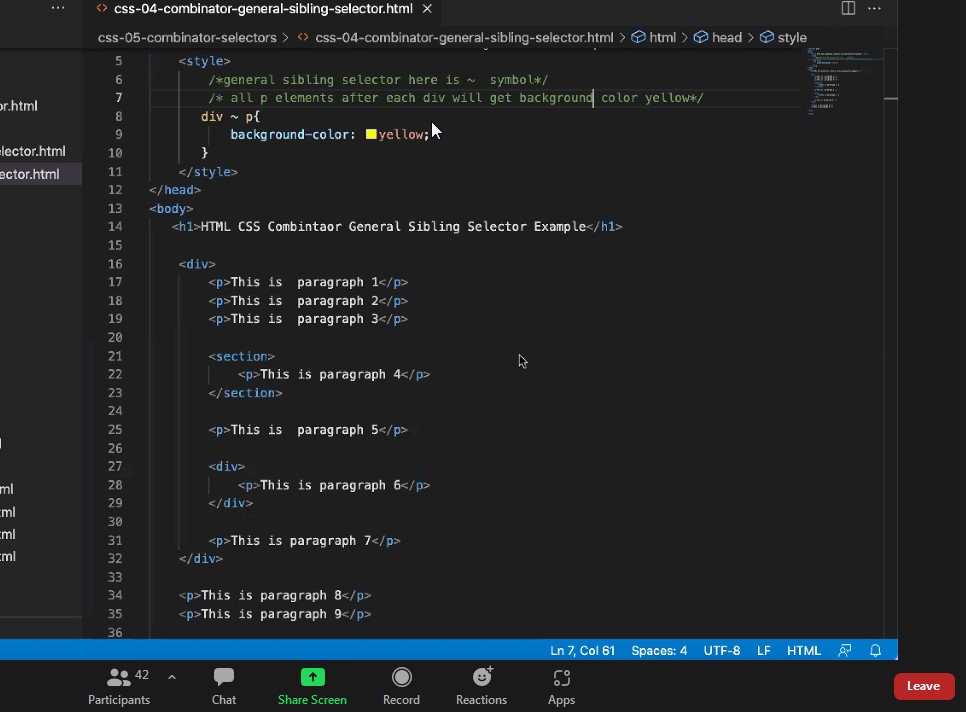 css-04-combinator-general-sibling-selector.html
css-05-combinator-selectors > css-04-combinator-general-sibling-selector.html > html > head > style
or.html
elector.html
ector.html
ml
ml
ml
ml
5 <style>
6 /*general sibling selector here is ~ symbol*/
7 /* all p elements after each div will get background color yellow*/
8 div ~ p{
9 background-color: yellow;
10 }
11 </style>
12 </head>
13 <body>
14 <h1>HTML CSS Combintaor General Sibling Selector Example</h1>
15
16 <div>
17 <p>This is  paragraph 1</p>
18 <p>This is  paragraph 2</p>
19 <p>This is  paragraph 3</p>
20
21 <section>
22 <p>This is paragraph 4</p>
23 </section>
24
25 <p>This is  paragraph 5</p>
26
27 <div>
28 <p>This is paragraph 6</p>
29 </div>
30
31 <p>This is paragraph 7</p>
32 </div>
33
34 <p>This is paragraph 8</p>
35 <p>This is paragraph 9</p>
36
Ln 7, Col 61 Spaces: 4 UTF-8 LF HTML
42
Participants Chat Share Screen Record Reactions Apps Leave